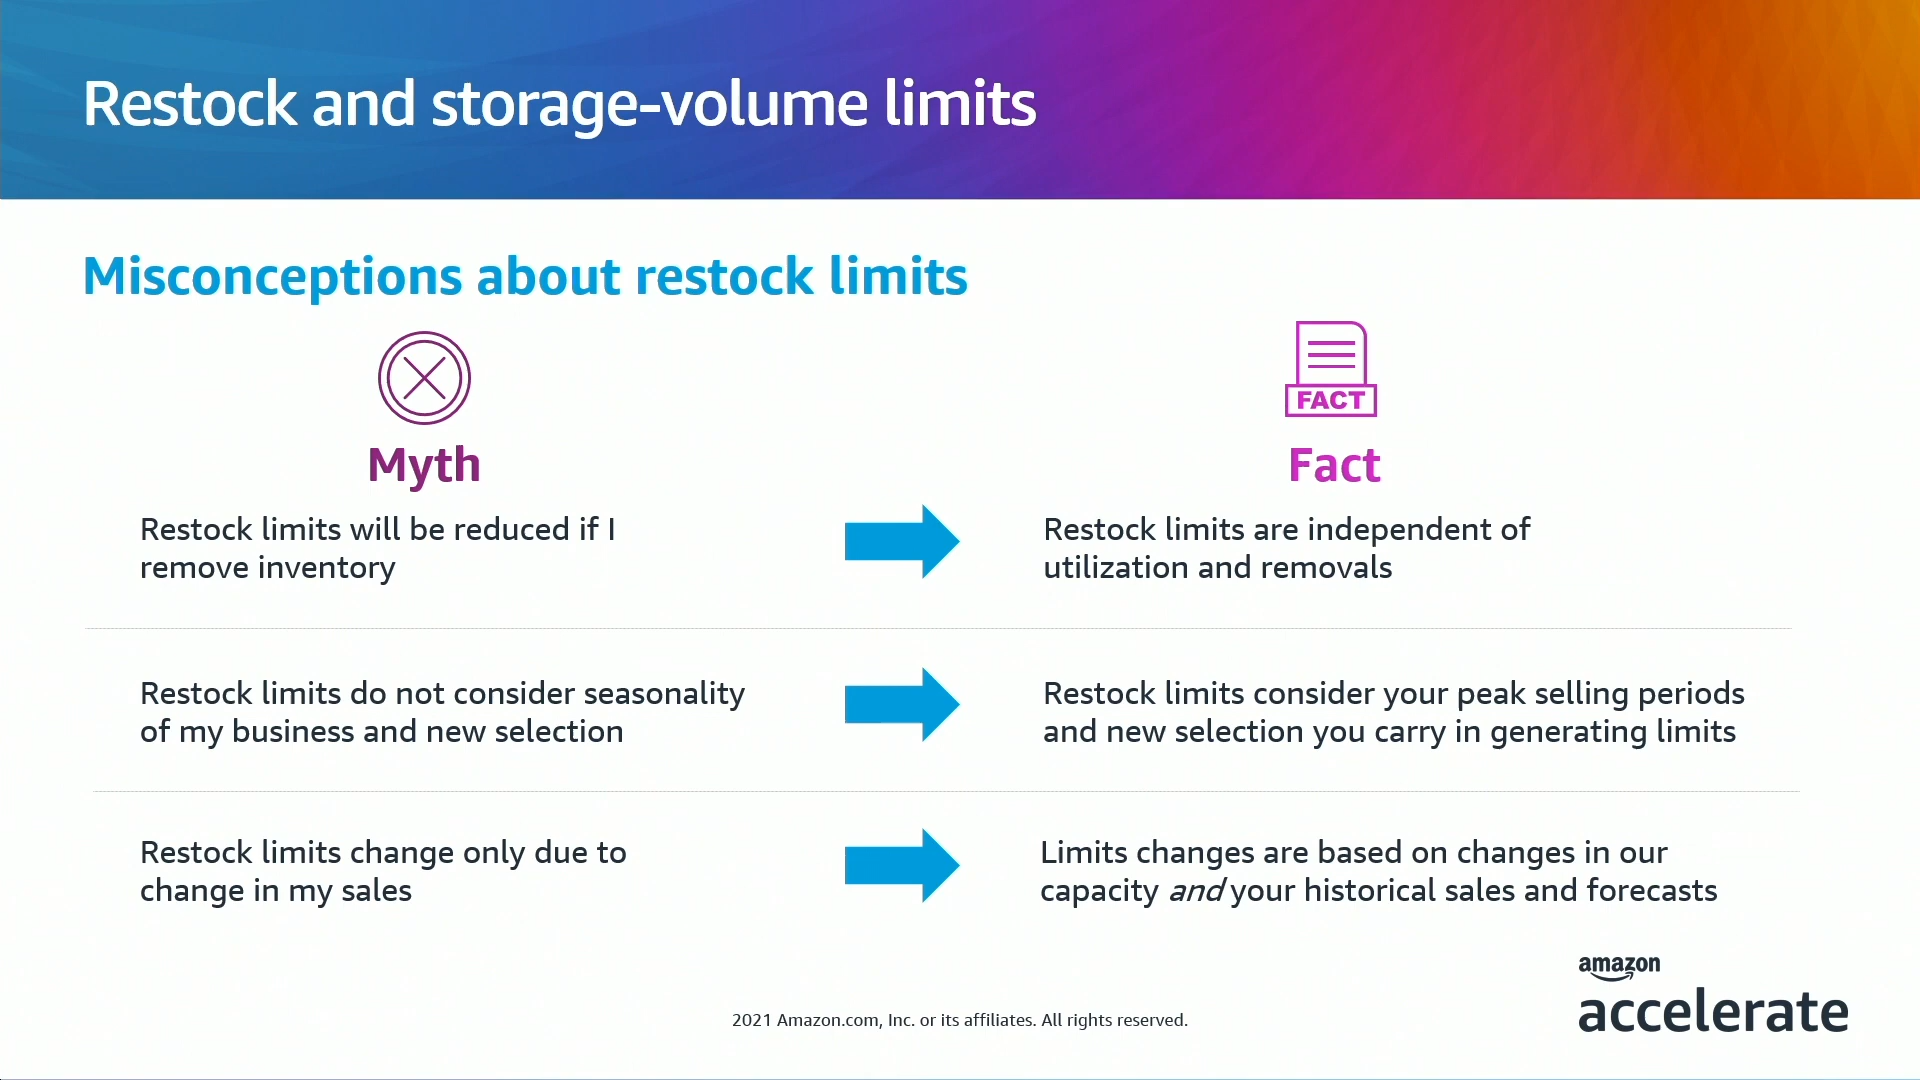 Restock and storage-volume limits
Misconceptions about restock limits
FACT
Myth
Fact
Restock limits will be reduced if I
remove inventory
Restock limits are independent of
utilization and removals
Restock limits do not consider seasonality
of my business and new selection
Restock limits consider your peak selling periods
and new selection you carry in generating limits
Restock limits change only due to
change in my sales
Limits changes are based on changes in our
capacity and your historical sales and forecasts
amazon
accelerate
2021 Amazon.com, Inc. or its affiliates. All rights reserved.